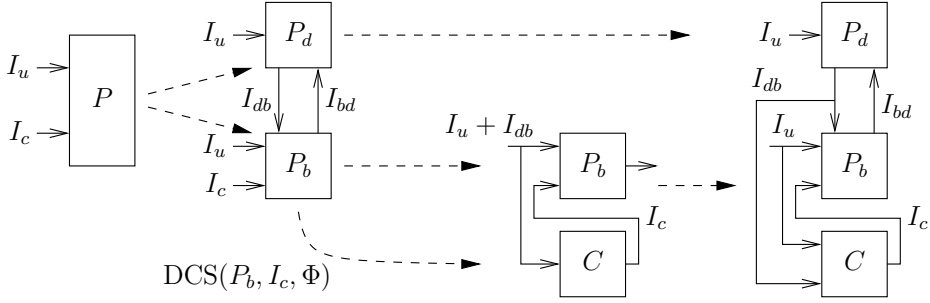 I_u P_d I_u P_d
I_u
P
I_db I_bd I_db I_bd
I_c
I_u + I_db I_u
I_u
P_b P_b P_b
I_c
I_c I_c
DCS(P_b, I_c, Φ) C C